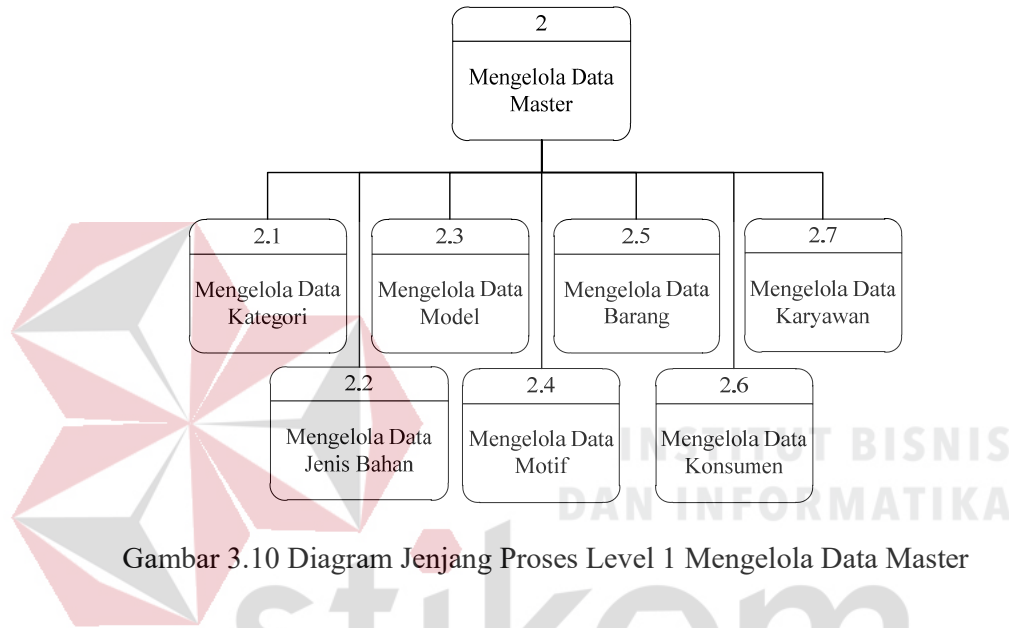 2
Mengelola Data
Master
2.1
Mengelola Data
Kategori
2.3
Mengelola Data
Model
2.5
Mengelola Data
Barang
2.7
Mengelola Data
Karyawan
2.2
Mengelola Data
Jenis Bahan
2.4
Mengelola Data
Motif
2.6
Mengelola Data
Konsumen
INSTITUT BISNIS
DAN INFORMATIKA
Gambar 3.10 Diagram Jenjang Proses Level 1 Mengelola Data Master
stikom